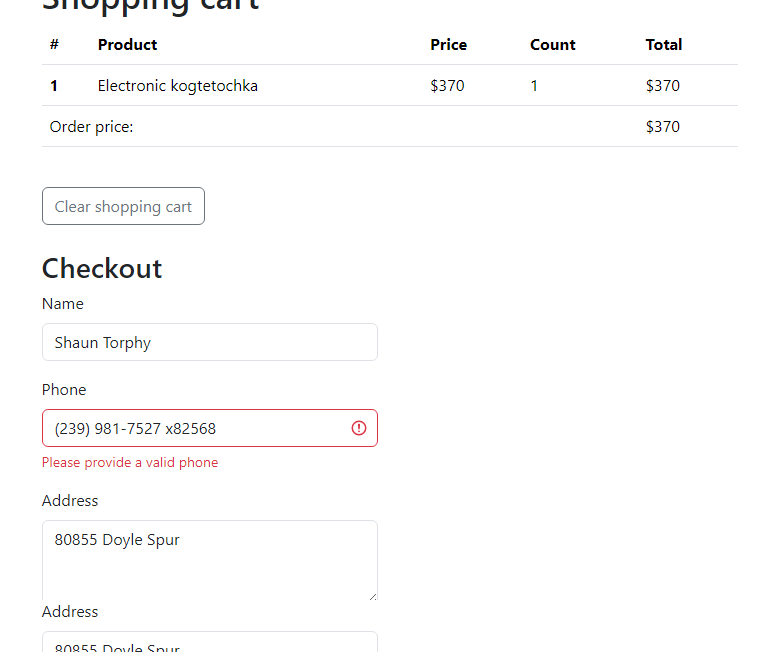 Shopping cart
# Product Price Count Total
1 Electronic kogtetochka $370 1 $370
Order price: $370
Clear shopping cart
Checkout
Name
Shaun Torphy
Phone
(239) 981-7527 x82568
Please provide a valid phone
Address
80855 Doyle Spur
Address
80855 Doyle Spur